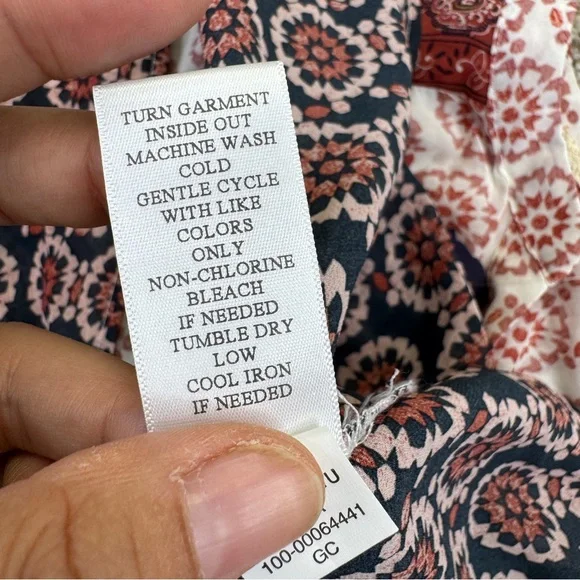 TURN GARMENT
INSIDE OUT
MACHINE WASH
COLD
GENTLE CYCLE
WITH LIKE
COLORS
ONLY
NON-CHLORINE
BLEACH
IF NEEDED
TUMBLE DRY
LOW
COOL IRON
IF NEEDED
100-00064441
GC